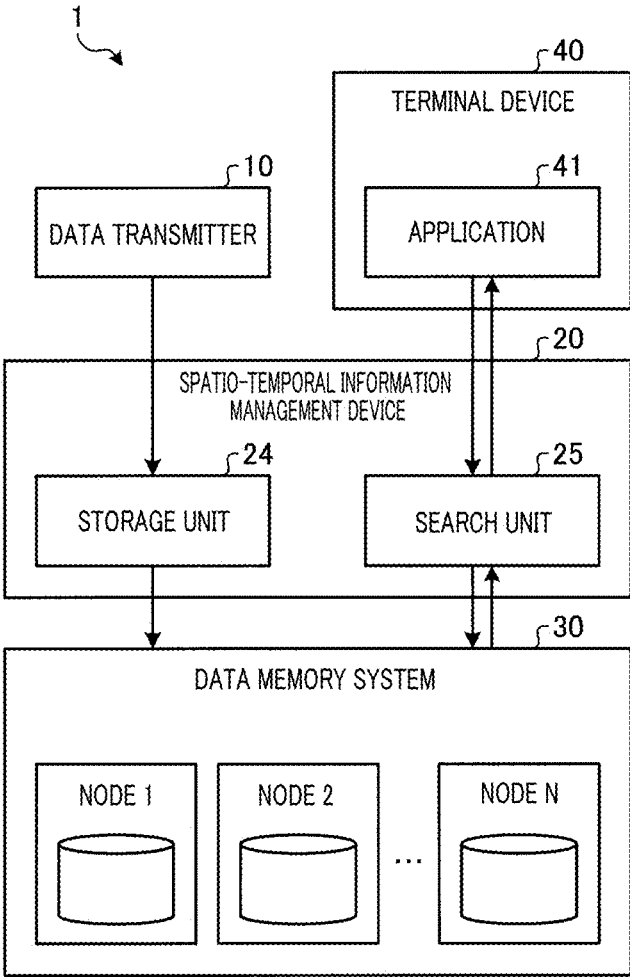 1
40
TERMINAL DEVICE
10
41
DATA TRANSMITTER
APPLICATION
20
SPATIO-TEMPORAL INFORMATION
MANAGEMENT DEVICE
24
25
STORAGE UNIT
SEARCH UNIT
30
DATA MEMORY SYSTEM
NODE 1
NODE 2
NODE N
...